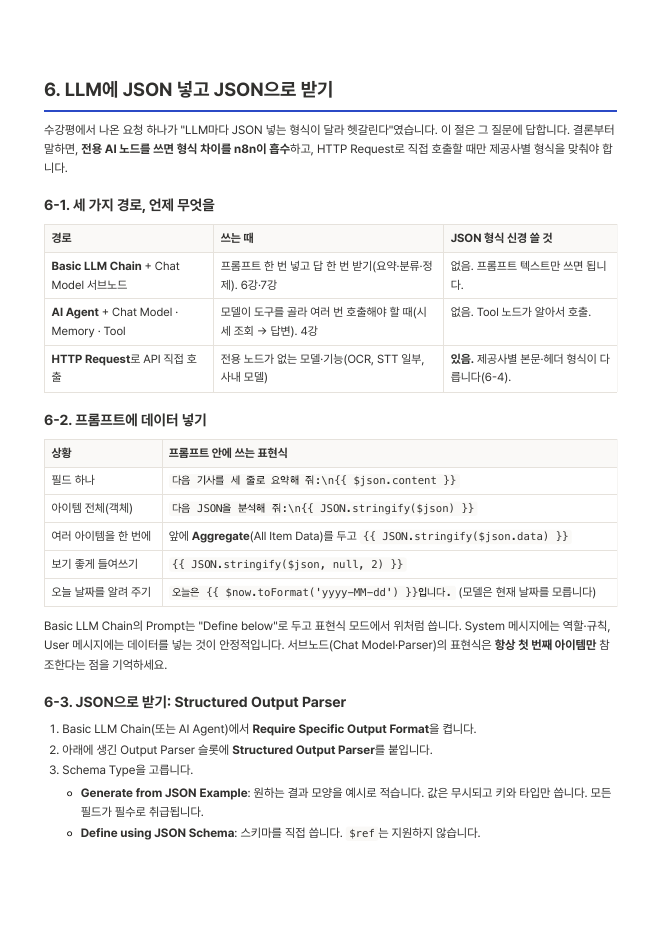 6. LLM에 JSON 넣고 JSON으로 받기
수강평에서 나온 요청 하나가 "LLM마다 JSON 넣는 형식이 달라 헷갈린다"였습니다. 이 절은 그 질문에 답합니다. 결론부터
말하면, 전용 AI 노드를 쓰면 형식 차이를 n8n이 흡수하고, HTTP Request로 직접 호출할 때만 제공사별 형식을 맞춰야 합
니다.
6-1. 세 가지 경로, 언제 무엇을
경로 쓰는 때 JSON 형식 신경 쓸 것
Basic LLM Chain + Chat 프롬프트 한 번 넣고 답 한 번 받기(요약·분류·정 없음. 프롬프트 텍스트만 쓰면 됩니
Model 서브노드 제). 6강·7강 다.
AI Agent + Chat Model · 모델이 도구를 골라 여러 번 호출해야 할 때(시 없음. Tool 노드가 알아서 호출.
Memory · Tool 세 조회 → 답변). 4강
HTTP Request로 API 직접 호 전용 노드가 없는 모델·기능(OCR, STT 일부, 있음. 제공사별 본문·헤더 형식이 다
출 사내 모델) 릅니다(6-4).
6-2. 프롬프트에 데이터 넣기
상황 프롬프트 안에 쓰는 표현식
필드 하나 다음 기사를 세 줄로 요약해 줘:\n{{ $json.content }}
아이템 전체(객체) 다음 JSON을 분석해 줘:\n{{ JSON.stringify($json) }}
여러 아이템을 한 번에 앞에 Aggregate(All Item Data)를 두고 {{ JSON.stringify($json.data) }}
보기 좋게 들여쓰기 {{ JSON.stringify($json, null, 2) }}
오늘 날짜를 알려 주기 오늘은 {{ $now.toFormat('yyyy-MM-dd') }}입니다. (모델은 현재 날짜를 모릅니다)
Basic LLM Chain의 Prompt는 "Define below"로 두고 표현식 모드에서 위처럼 씁니다. System 메시지에는 역할·규칙,
User 메시지에는 데이터를 넣는 것이 안정적입니다. 서브노드(Chat Model·Parser)의 표현식은 항상 첫 번째 아이템만 참
조한다는 점을 기억하세요.
6-3. JSON으로 받기: Structured Output Parser
1. Basic LLM Chain(또는 AI Agent)에서 Require Specific Output Format을 켭니다.
2. 아래에 생긴 Output Parser 슬롯에 Structured Output Parser를 붙입니다.
3. Schema Type을 고릅니다.
Generate from JSON Example: 원하는 결과 모양을 예시로 적습니다. 값은 무시되고 키와 타입만 씁니다. 모든
필드가 필수로 취급됩니다.
Define using JSON Schema: 스키마를 직접 씁니다. $ref 는 지원하지 않습니다.